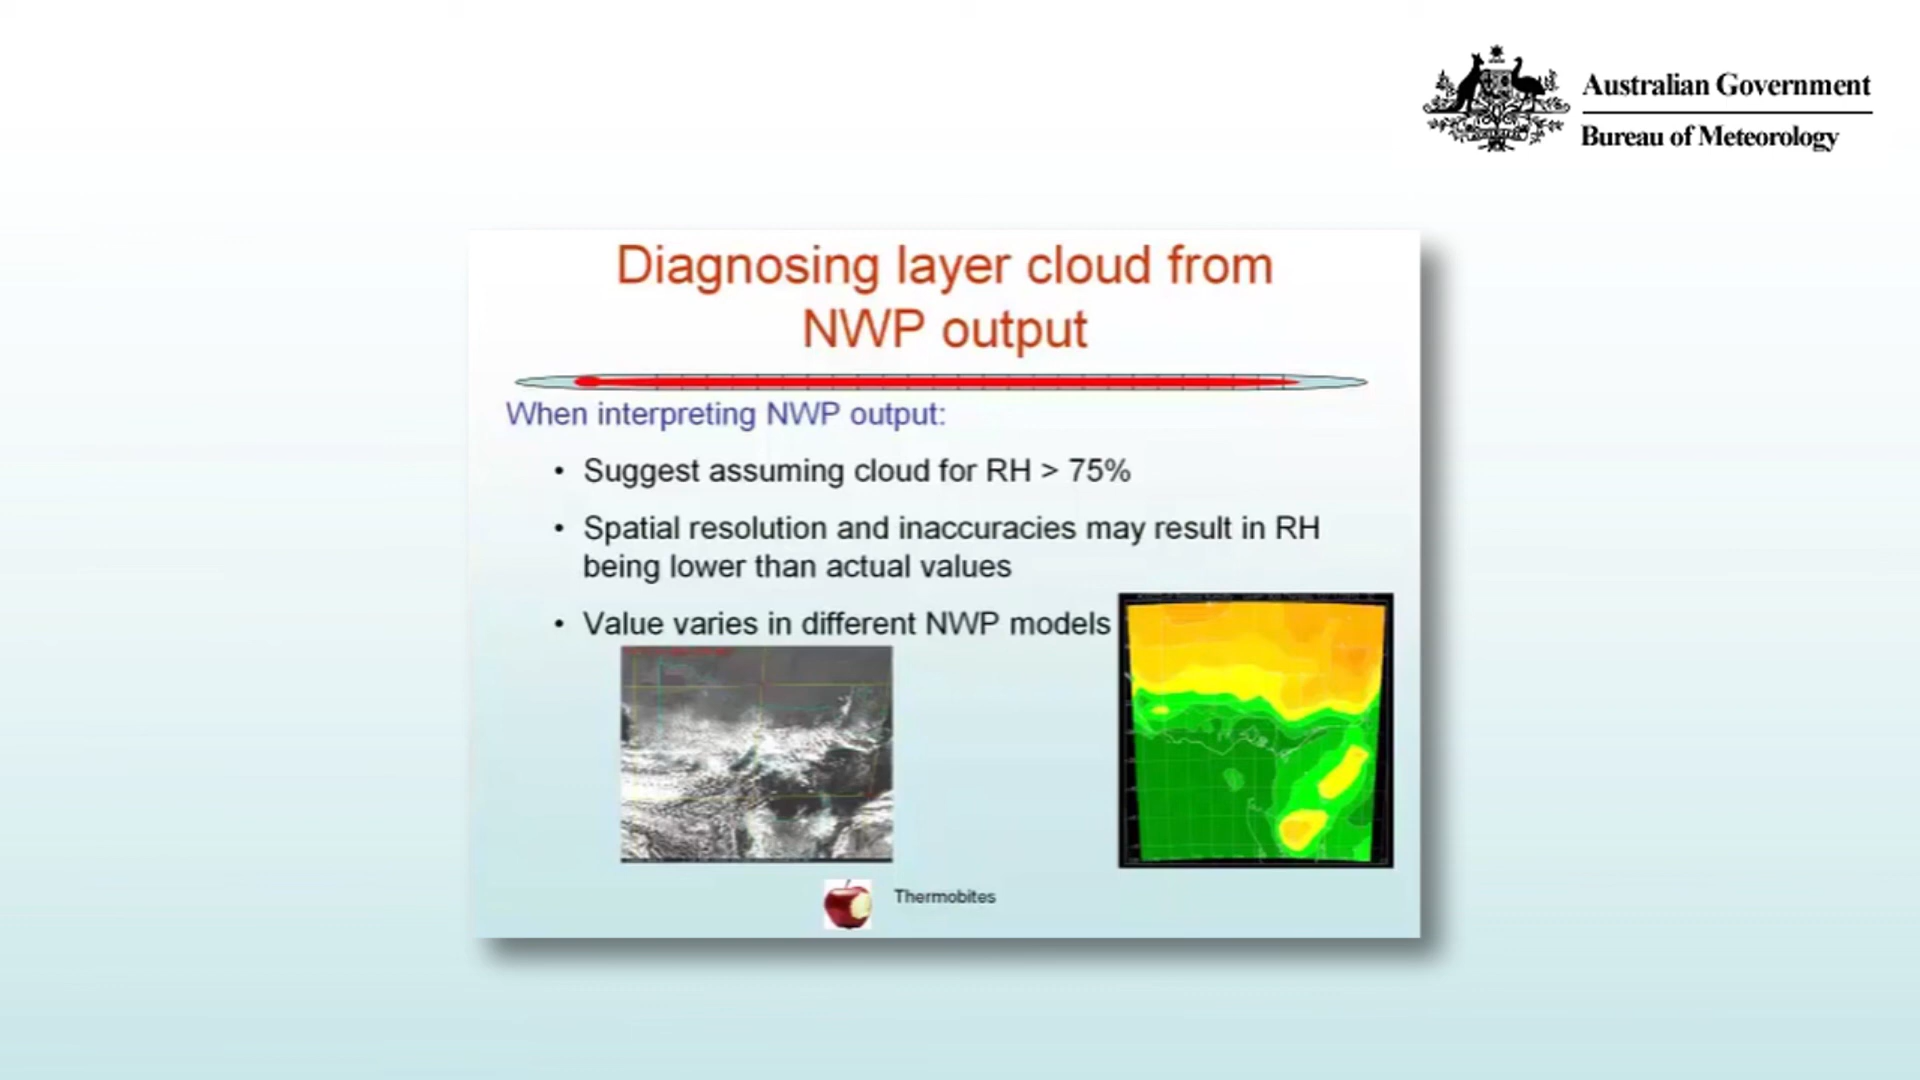 Australian Government
Bureau of Meteorology
Diagnosing layer cloud from
NWP output
When interpreting NWP output:
• Suggest assuming cloud for RH > 75%
• Spatial resolution and inaccuracies may result in RH
being lower than actual values
• Value varies in different NWP models
Thermobites